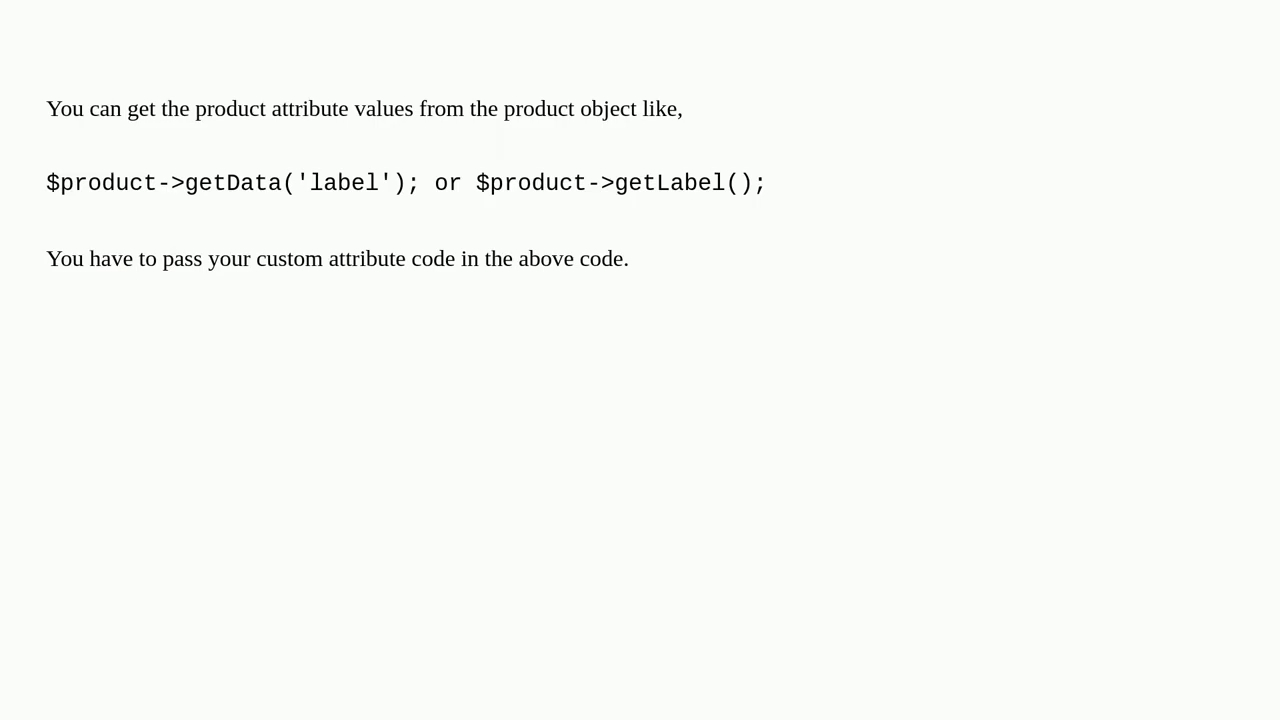 You can get the product attribute values from the product object like,
$product->getData('label'); or $product->getLabel();
You have to pass your custom attribute code in the above code.